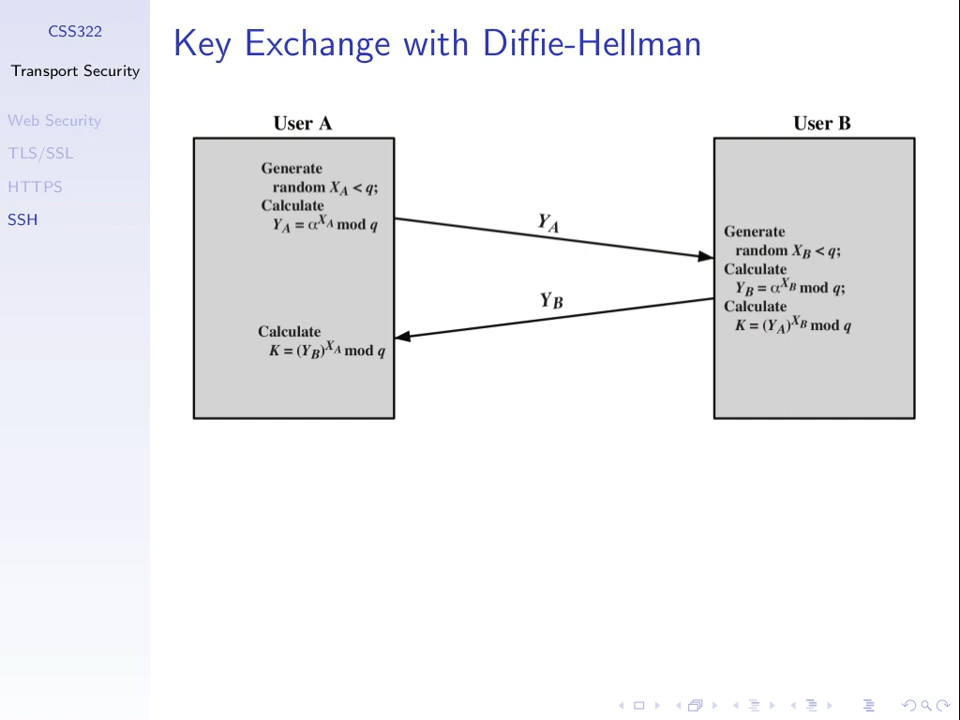 CSS322
Transport Security
Web Security
TLS/SSL
HTTPS
SSH
Key Exchange with Diffie-Hellman
User A
Generate
random X_A < q;
Calculate
Y_A = α^{X_A} mod q
Calculate
K = (Y_B)^{X_A} mod q
Y_A
Y_B
User B
Generate
random X_B < q;
Calculate
Y_B = α^{X_B} mod q;
Calculate
K = (Y_A)^{X_B} mod q